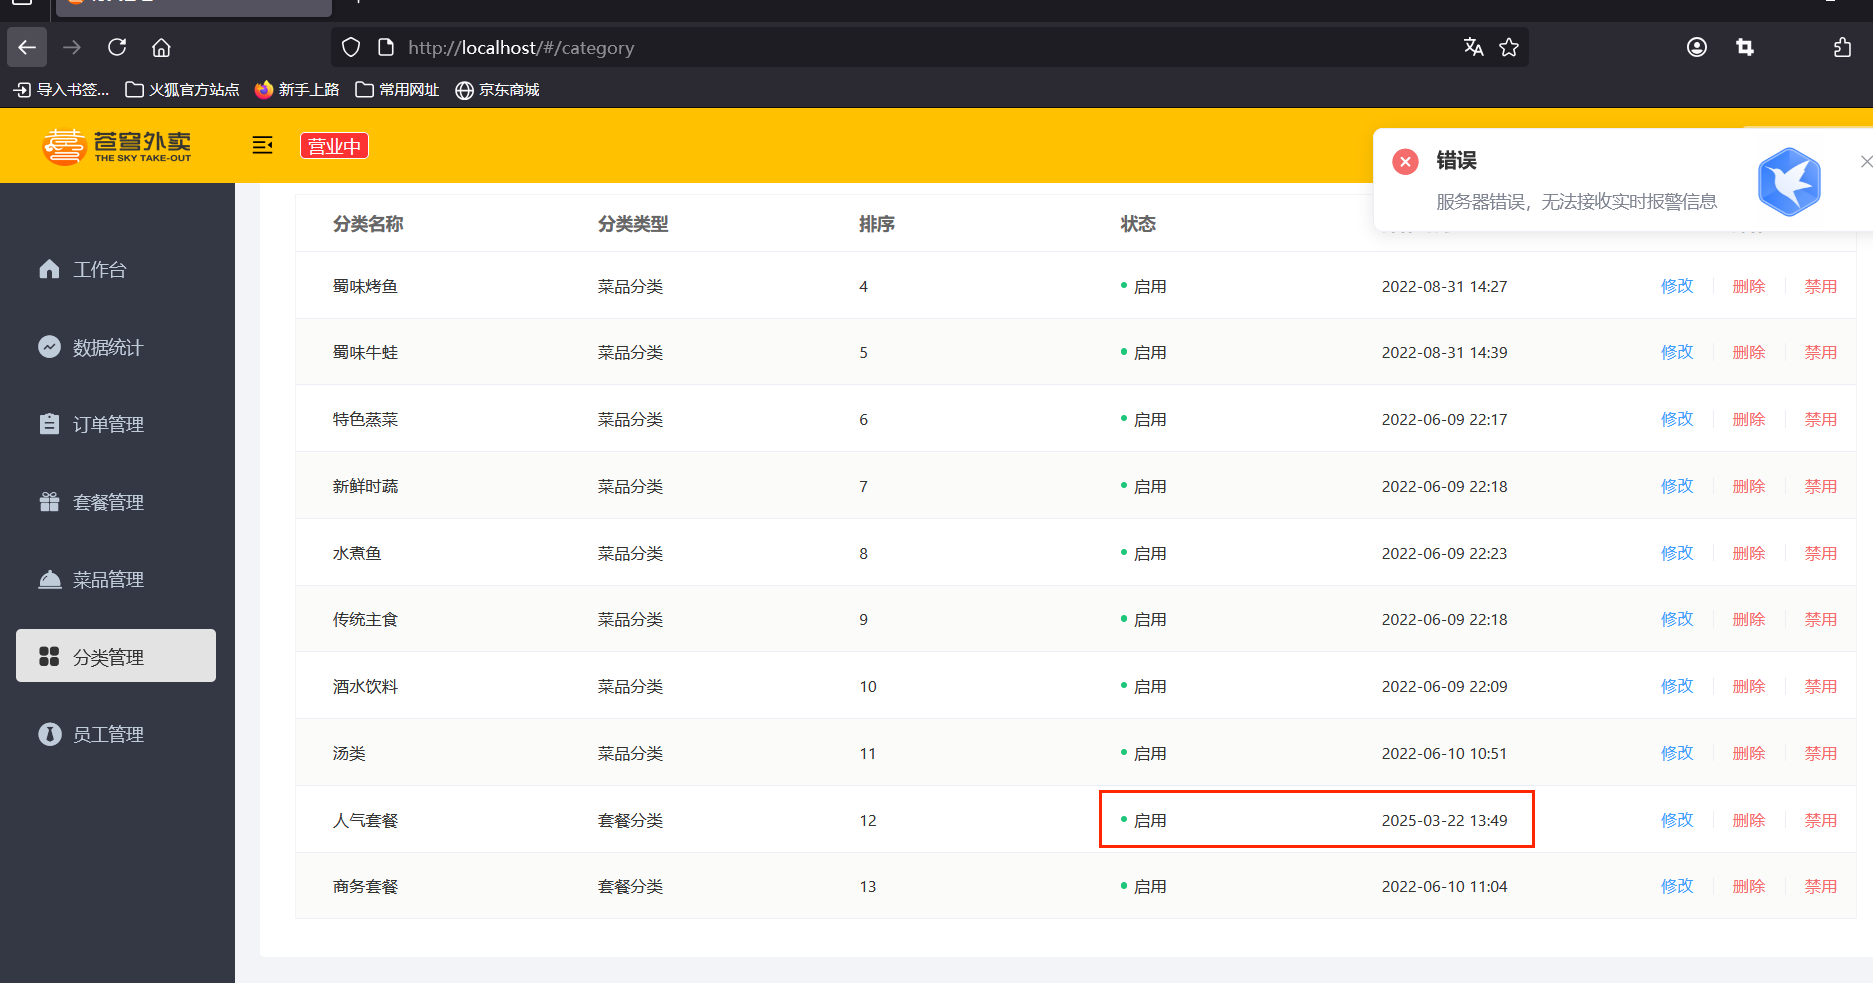 http://localhost/#/category
导入书签... 火狐官方站点 新手上路 常用网址 京东商城
苍穹外卖
THE SKY TAKE-OUT
营业中
错误
服务器错误，无法接收实时报警信息
工作台
数据统计
订单管理
套餐管理
菜品管理
分类管理
员工管理
分类名称 分类类型 排序 状态
蜀味烤鱼 菜品分类 4 启用 2022-08-31 14:27 修改 删除 禁用
蜀味牛蛙 菜品分类 5 启用 2022-08-31 14:39 修改 删除 禁用
特色蒸菜 菜品分类 6 启用 2022-06-09 22:17 修改 删除 禁用
新鲜时蔬 菜品分类 7 启用 2022-06-09 22:18 修改 删除 禁用
水煮鱼 菜品分类 8 启用 2022-06-09 22:23 修改 删除 禁用
传统主食 菜品分类 9 启用 2022-06-09 22:18 修改 删除 禁用
酒水饮料 菜品分类 10 启用 2022-06-09 22:09 修改 删除 禁用
汤类 菜品分类 11 启用 2022-06-10 10:51 修改 删除 禁用
人气套餐 套餐分类 12 启用 2025-03-22 13:49 修改 删除 禁用
商务套餐 套餐分类 13 启用 2022-06-10 11:04 修改 删除 禁用